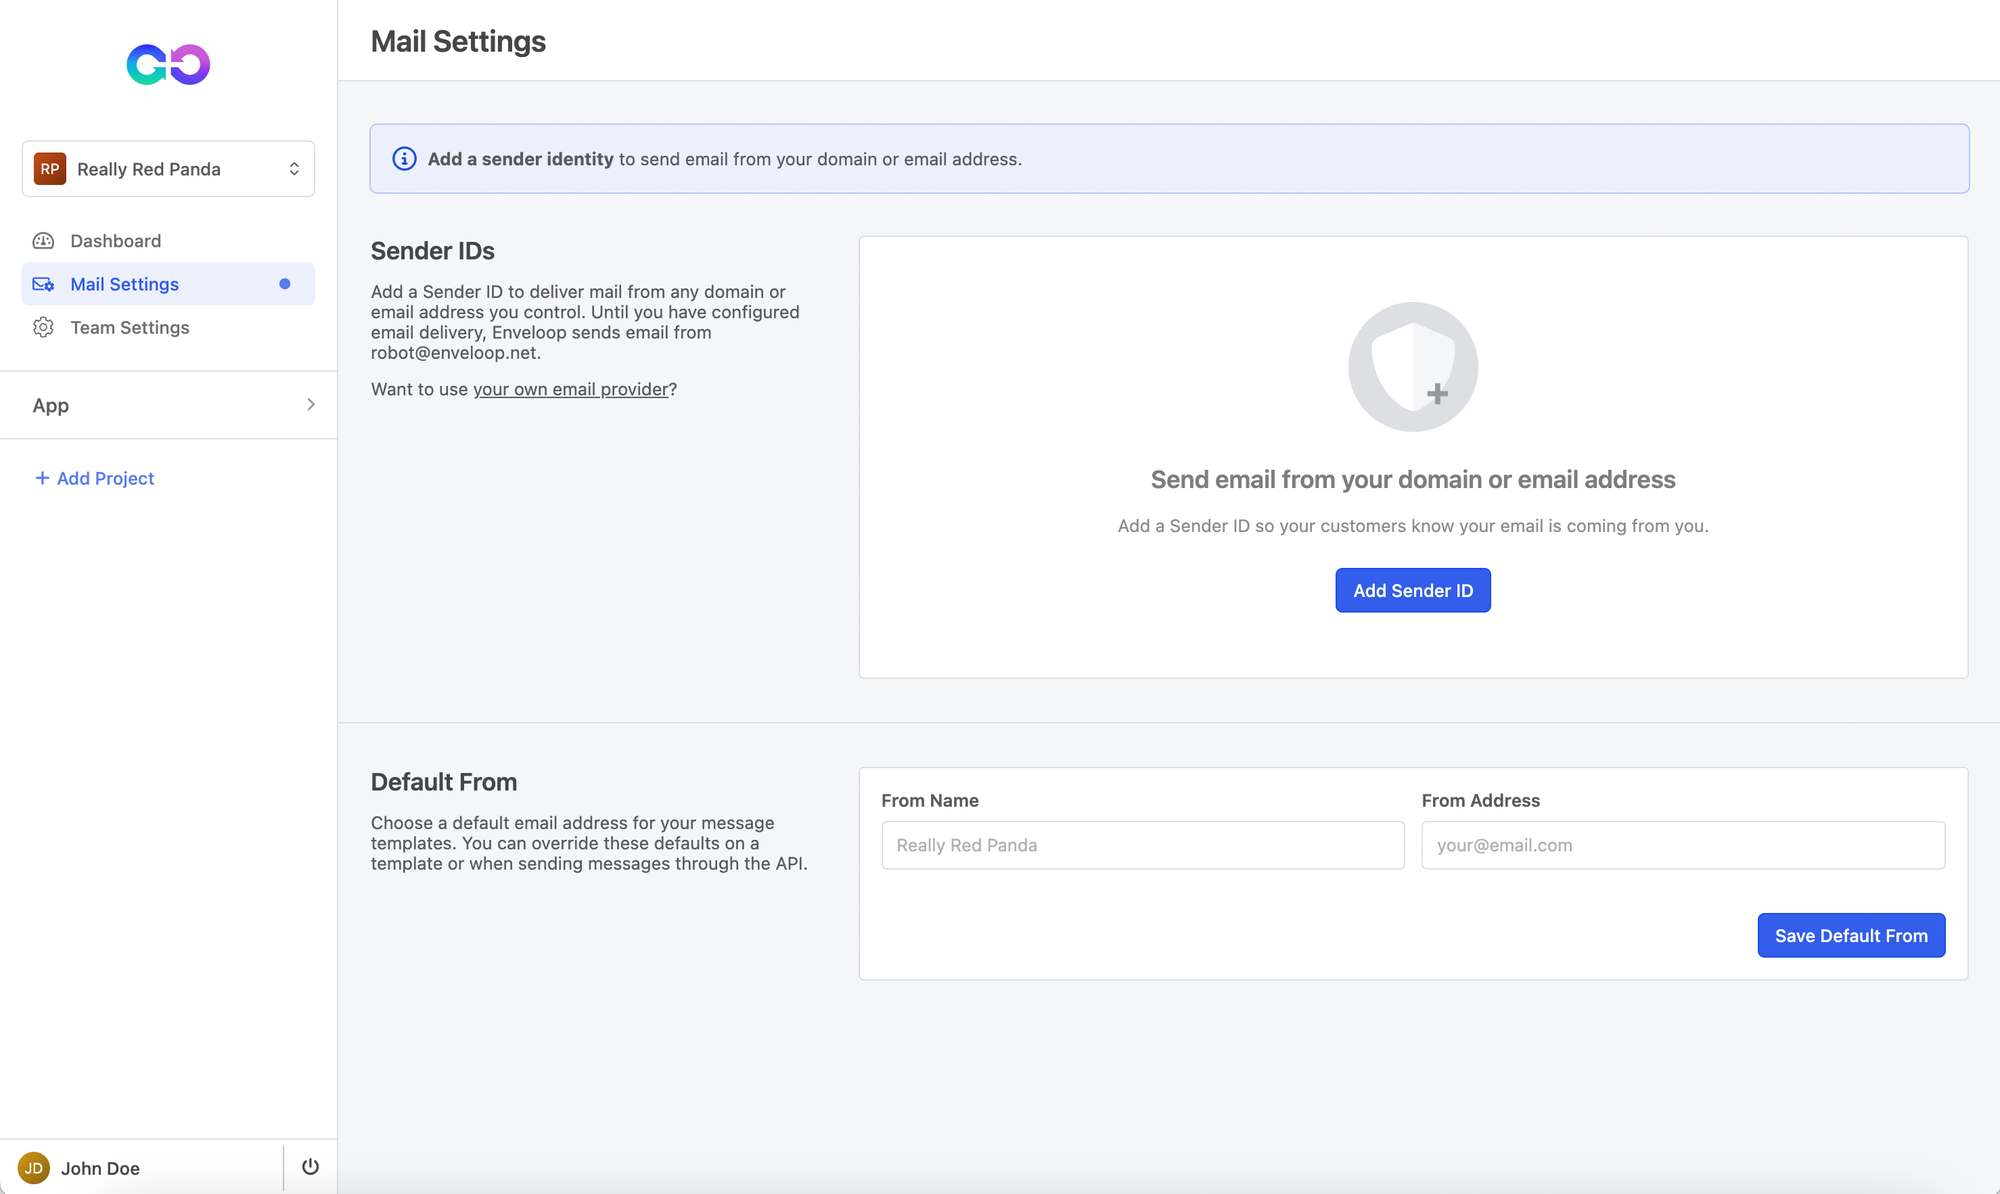 Mail Settings
RP
Really Red Panda
Dashboard
Mail Settings
Team Settings
App
+ Add Project
JD
John Doe
Add a sender identity to send email from your domain or email address.
Sender IDs
Add a Sender ID to deliver mail from any domain or
email address you control. Until you have configured
email delivery, Enveloop sends email from
robot@enveloop.net.
Want to use your own email provider?
Send email from your domain or email address
Add a Sender ID so your customers know your email is coming from you.
Add Sender ID
Default From
Choose a default email address for your message
templates. You can override these defaults on a
template or when sending messages through the API.
From Name
Really Red Panda
From Address
your@email.com
Save Default From